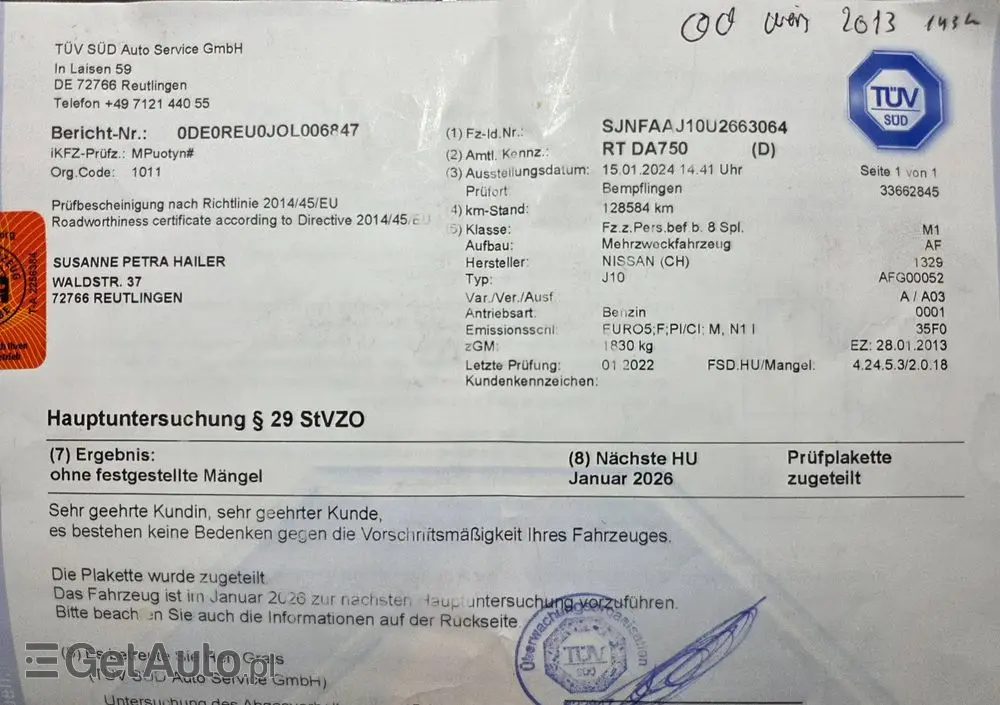 2013 143k
TÜV SÜD Auto Service GmbH
In Laisen 59
DE 72766 Reutlingen
Telefon +49 7121 440 55
TÜV
SÜD
Bericht-Nr.: 0DE0REU0JOL006847
iKFZ-Prüfz.: MPuotyn#
Org.Code: 1011
(1) Fz-Id.Nr.: SJNFAAJ10U2663064
(2) Amtl. Kennz.: RT DA750 (D)
(3) Ausstellungsdatum: 15.01.2024 14.41 Uhr Seite 1 von 1
Prüfort Bempflingen 33662845
4) km-Stand: 128584 km
(5) Klasse: Fz.z.Pers.bef b. 8 Spl. M1
Aufbau: Mehrzweckfahrzeug AF
Hersteller: NISSAN (CH) 1329
Typ: J10 AFG00052
Var./Ver./Ausf A / A03
Antriebsart: Benzin 0001
Emissionsschl: EURO5;F;PI/CI; M, N1 I 35F0
zGM: 1830 kg EZ: 28.01.2013
Letzte Prüfung: 01 2022 FSD.HU/Mangel: 4.24.5.3/2.0.18
Kundenkennzeichen:
Prüfbescheinigung nach Richtlinie 2014/45/EU
Roadworthiness certificate according to Directive 2014/45/EU
SUSANNE PETRA HAILER
WALDSTR. 37
72766 REUTLINGEN
Hauptuntersuchung § 29 StVZO
(7) Ergebnis: (8) Nächste HU Prüfplakette
ohne festgestellte Mängel Januar 2026 zugeteilt
Sehr geehrte Kundin, sehr geehrter Kunde,
es bestehen keine Bedenken gegen die Vorschriftsmäßigkeit Ihres Fahrzeuges.
Die Plakette wurde zugeteilt
Das Fahrzeug ist im Januar 2026 zur nächsten Hauptuntersuchung vorzuführen.
Bitte beach en Sie auch die Informationen auf der Rückseite.
Überwachungsorganisation
TÜV
SÜD
GetAuto.pl
(TÜV SÜD Auto Service GmbH)